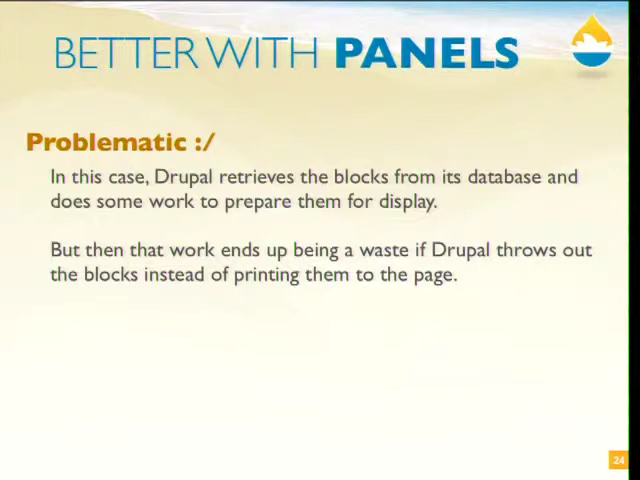 BETTER WITH PANELS
Problematic :/
In this case, Drupal retrieves the blocks from its database and
does some work to prepare them for display.
But then that work ends up being a waste if Drupal throws out
the blocks instead of printing them to the page.
24